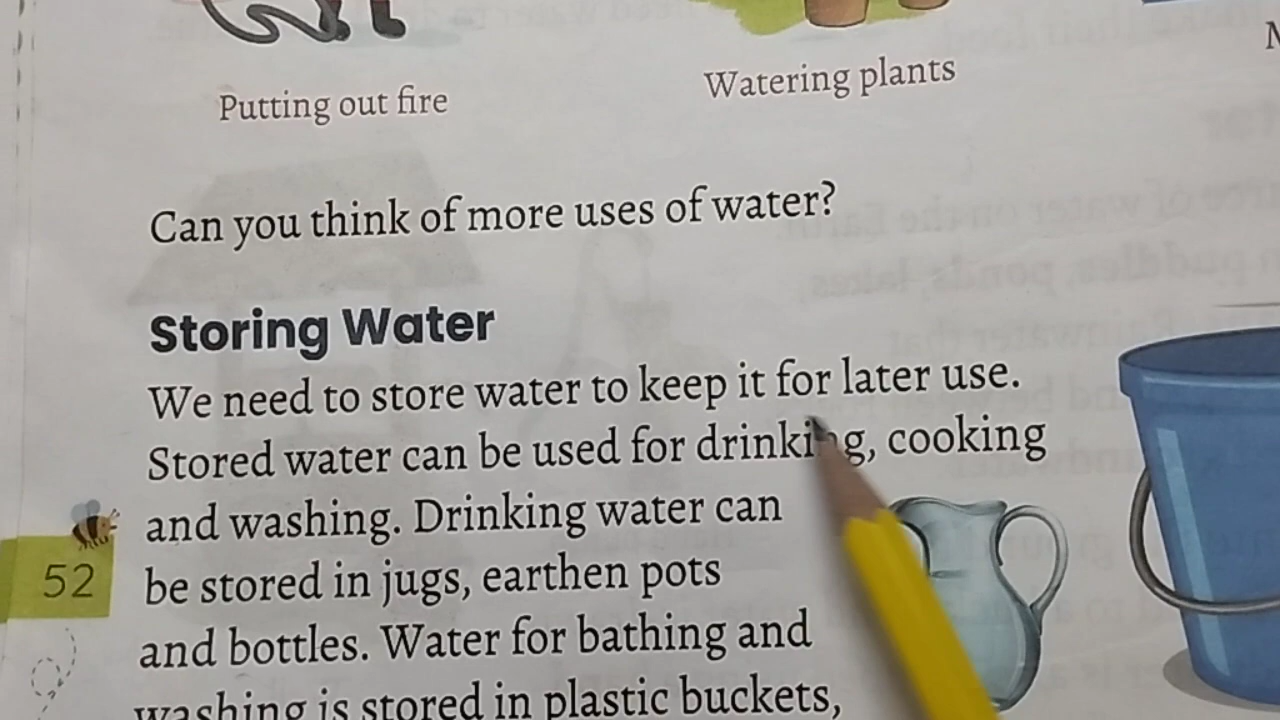 Putting out fire
Watering plants
Can you think of more uses of water?
Storing Water
We need to store water to keep it for later use.
Stored water can be used for drinking, cooking
and washing. Drinking water can
be stored in jugs, earthen pots
52
and bottles. Water for bathing and
washing is stored in plastic buckets,